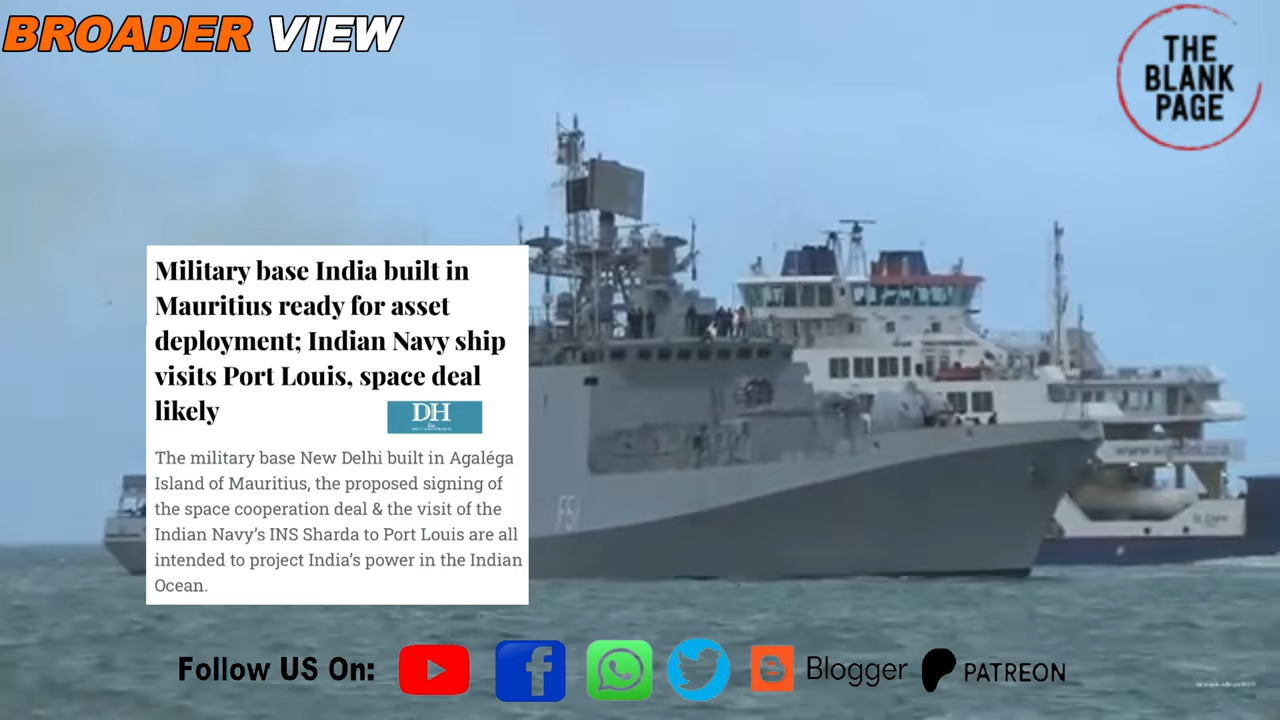 BROADER VIEW
THE
BLANK
PAGE
Military base India built in
Mauritius ready for asset
deployment; Indian Navy ship
visits Port Louis, space deal
likely
DH
The military base New Delhi built in Agaléga
Island of Mauritius, the proposed signing of
the space cooperation deal & the visit of the
Indian Navy’s INS Sharda to Port Louis are all
intended to project India’s power in the Indian
Ocean.
F51
Follow US On:
Blogger
PATREON